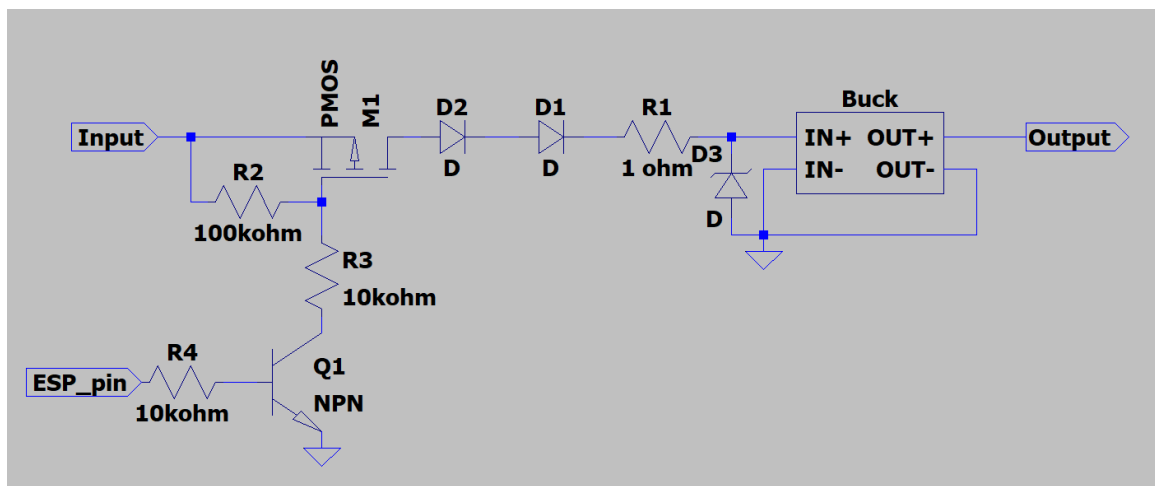 PMOS
M1
D2
D1
R1
Buck
Input
D
D
1 ohm
D3
IN+ OUT+
IN- OUT-
Output
R2
100kohm
D
R3
10kohm
R4
ESP_pin
10kohm
Q1
NPN